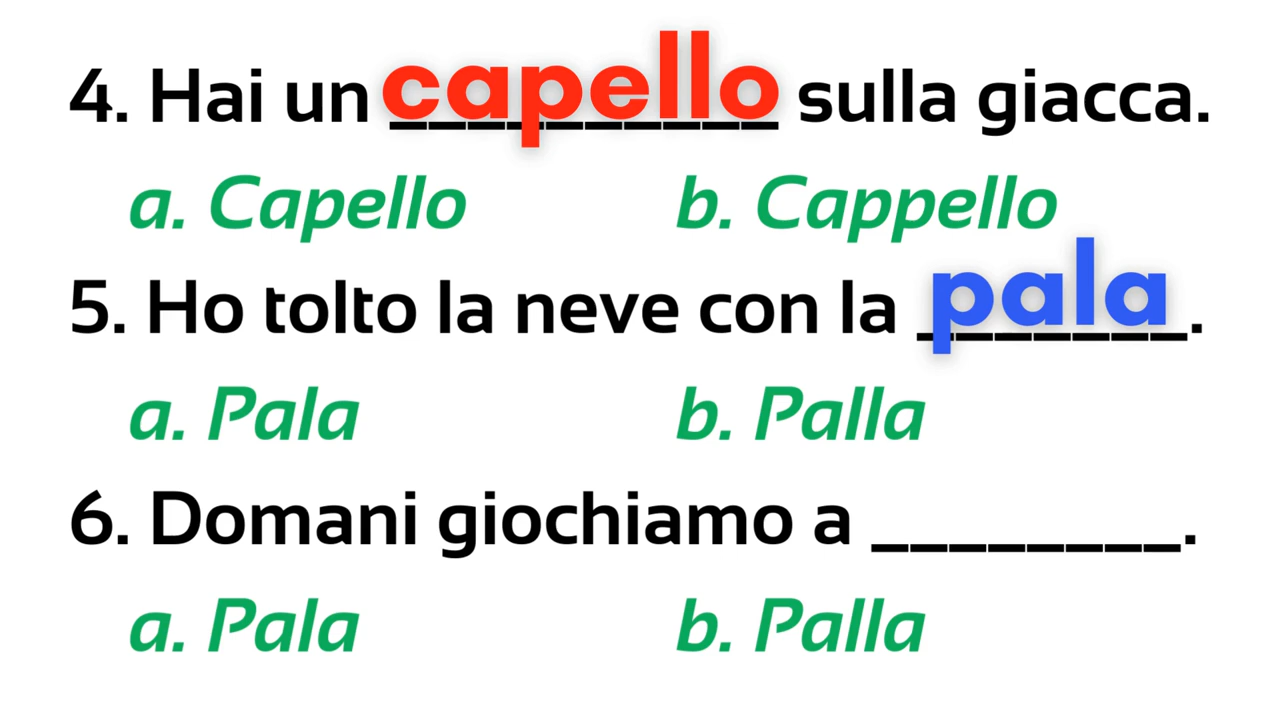 4. Hai un capello sulla giacca.
a. Capello b. Cappello
5. Ho tolto la neve con la pala.
a. Pala b. Palla
6. Domani giochiamo a ________.
a. Pala b. Palla